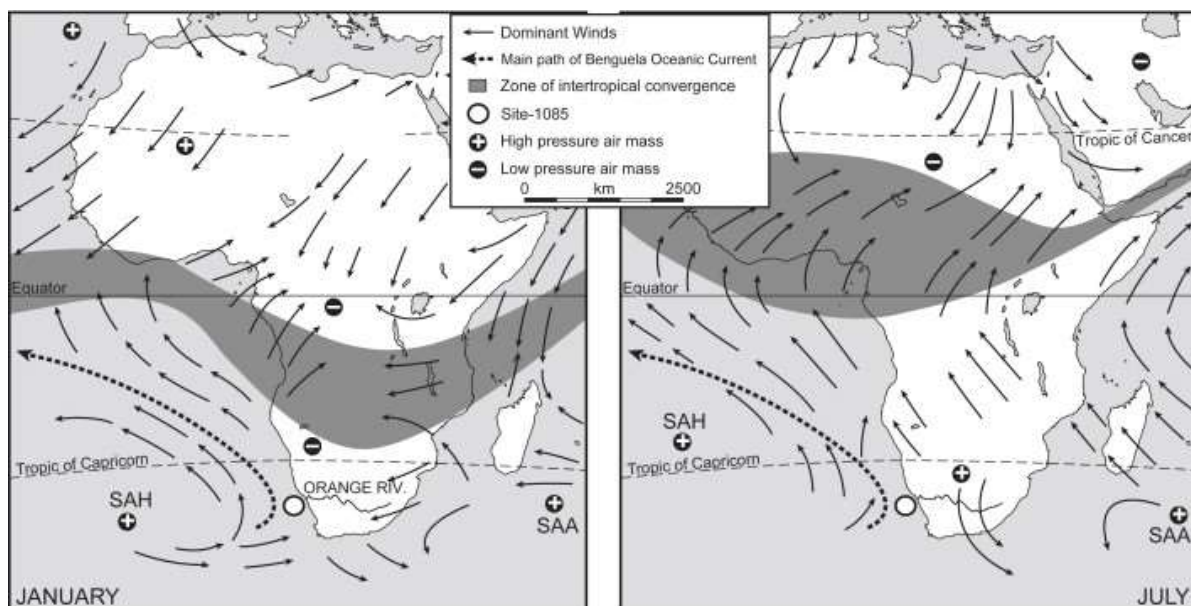 Dominant Winds
Main path of Benguela Oceanic Current
Zone of intertropical convergence
Site-1085
High pressure air mass
Low pressure air mass
0 km 2500
Equator
Tropic of Capricorn
ORANGE RIV.
SAH
SAA
JANUARY
Tropic of Cancer
Equator
SAH
Tropic of Capricorn
SAA
JULY